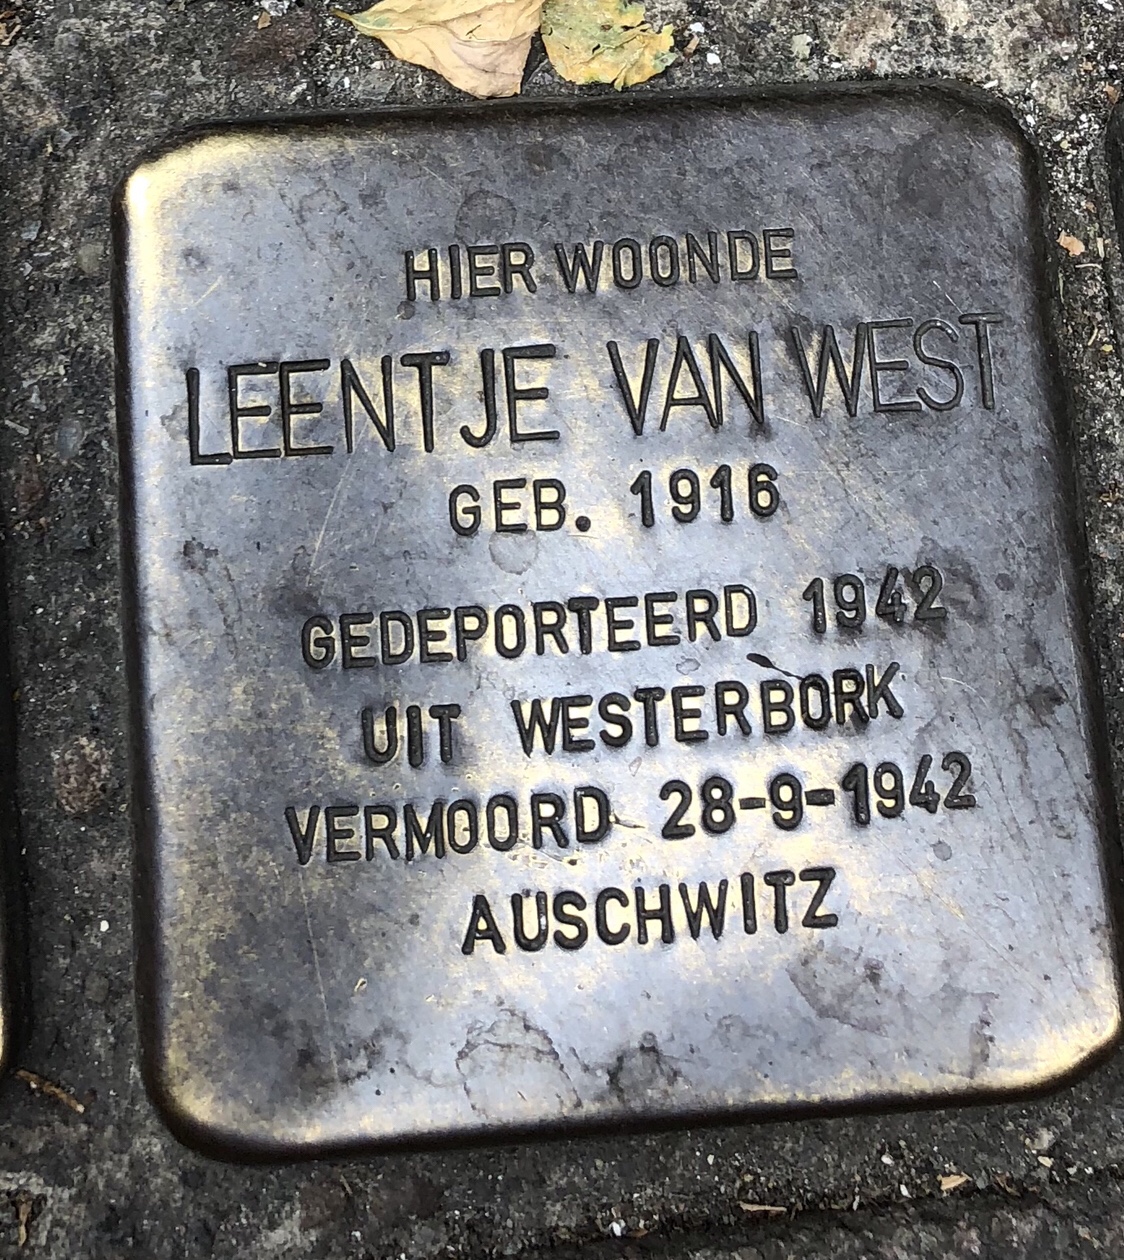 HIER WOONDE
LEENTJE VAN WEST
GEB. 1916
GEDEPORTEERD 1942
UIT WESTERBORK
VERMOORD 28-9-1942
AUSCHWITZ